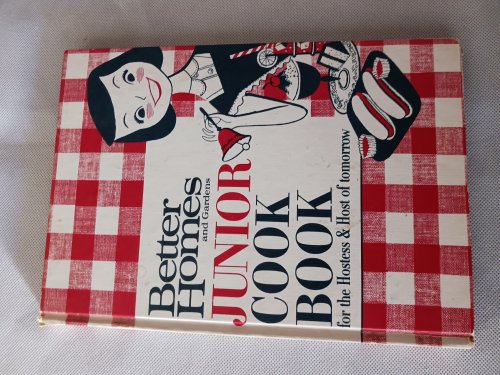 Better
Homes
and Gardens
JUNIOR
COOK
BOOK
for the Hostess & Host of tomorrow